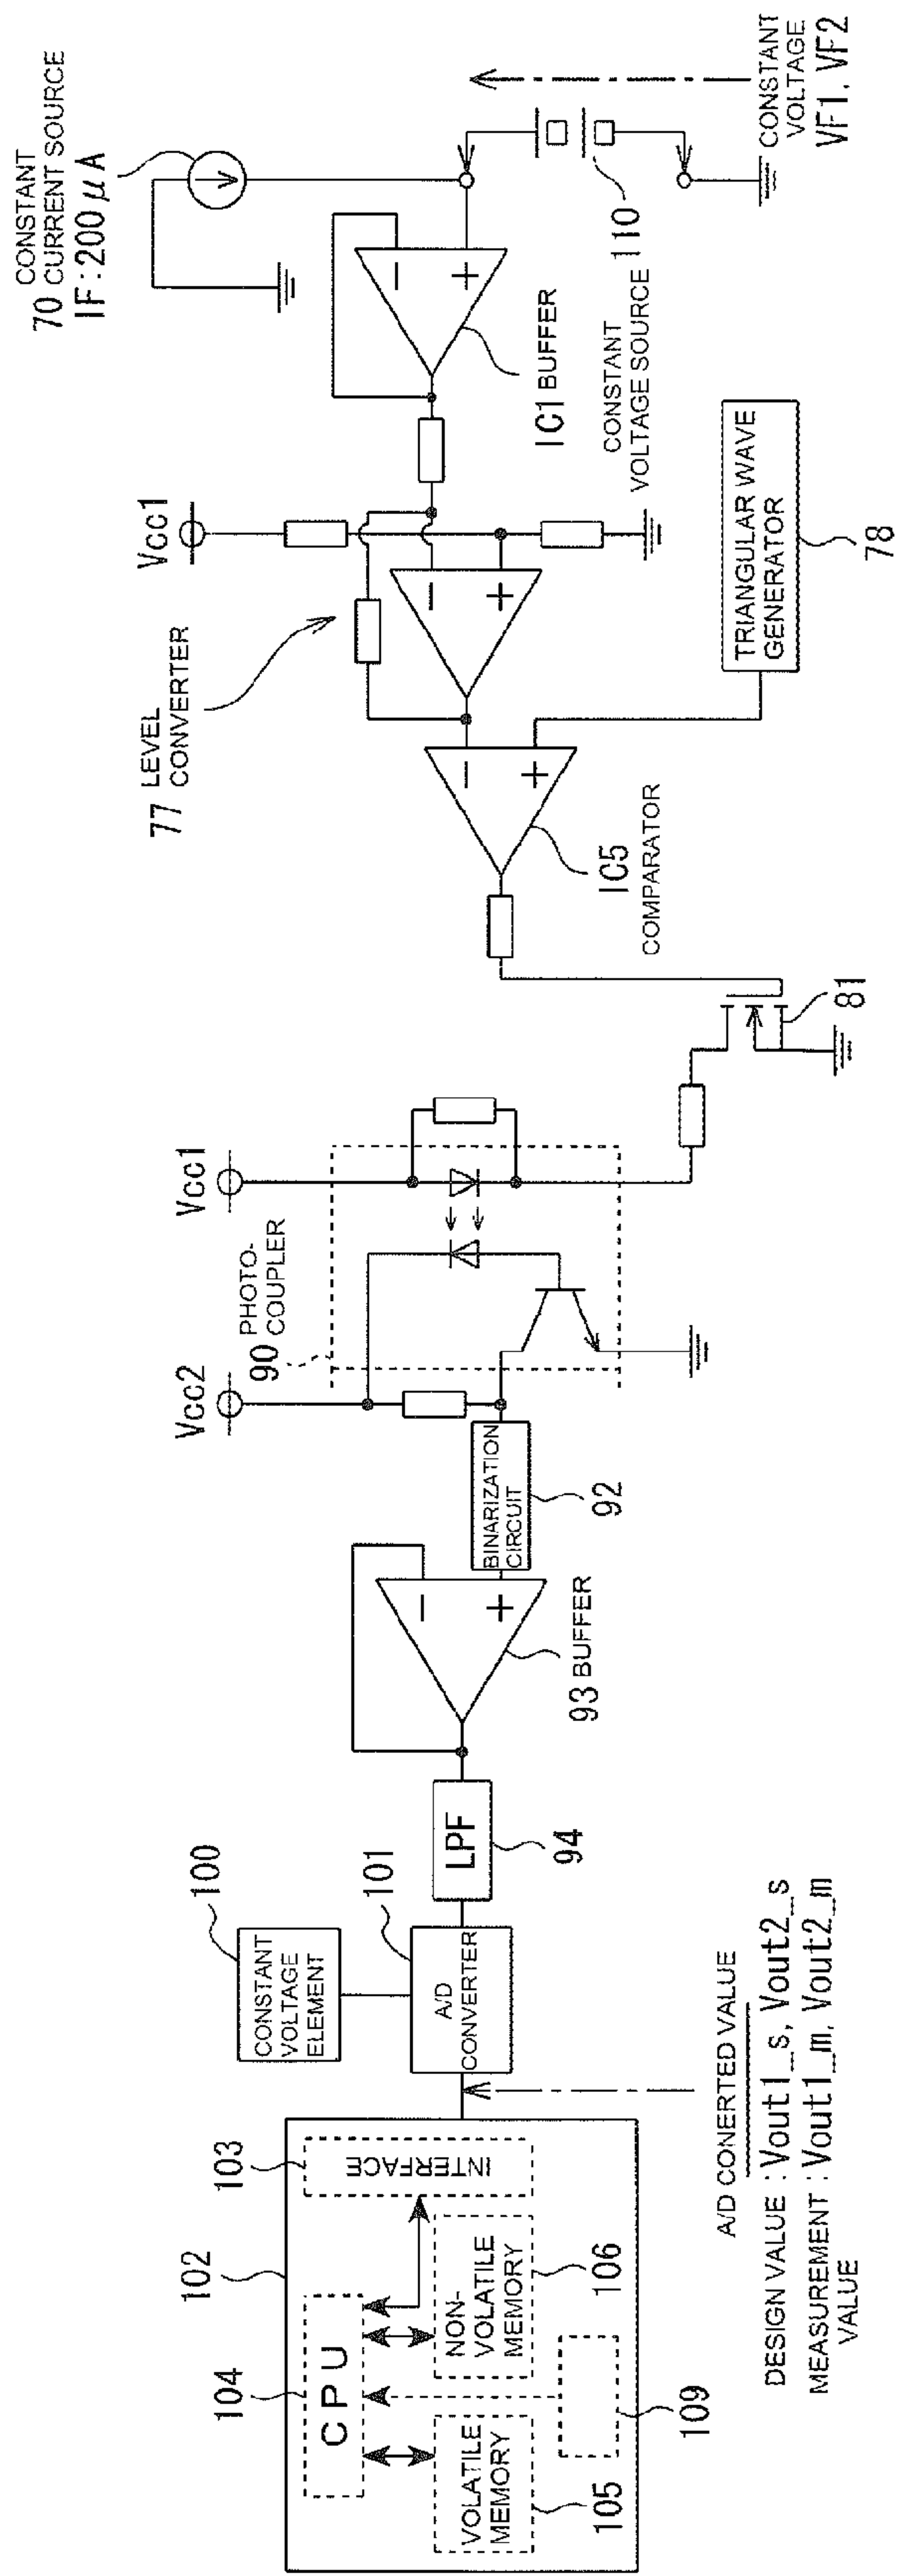 CONSTANT
70 CURRENT SOURCE
IF:200μA
CONSTANT
VOLTAGE
VF1, VF2
−
+
IC1 BUFFER
110
CONSTANT
VOLTAGE SOURCE
Vcc1
77 LEVEL
CONVERTER
−
+
TRIANGULAR WAVE
GENERATOR
78
−
+
IC5
COMPARATOR
81
Vcc1
90 PHOTO-
COUPLER
Vcc2
BINARIZATION
CIRCUIT
92
−
+
93 BUFFER
LPF
94
100
CONSTANT
VOLTAGE
ELEMENT
101
A/D
CONVERTER
102
103
INTERFACE
104
CPU
NON-
VOLATILE
MEMORY
106
VOLATILE
MEMORY
105
109
A/D CONERTED VALUE
DESIGN VALUE : Vout1_s, Vout2_s
MEASUREMENT : Vout1_m, Vout2_m
VALUE